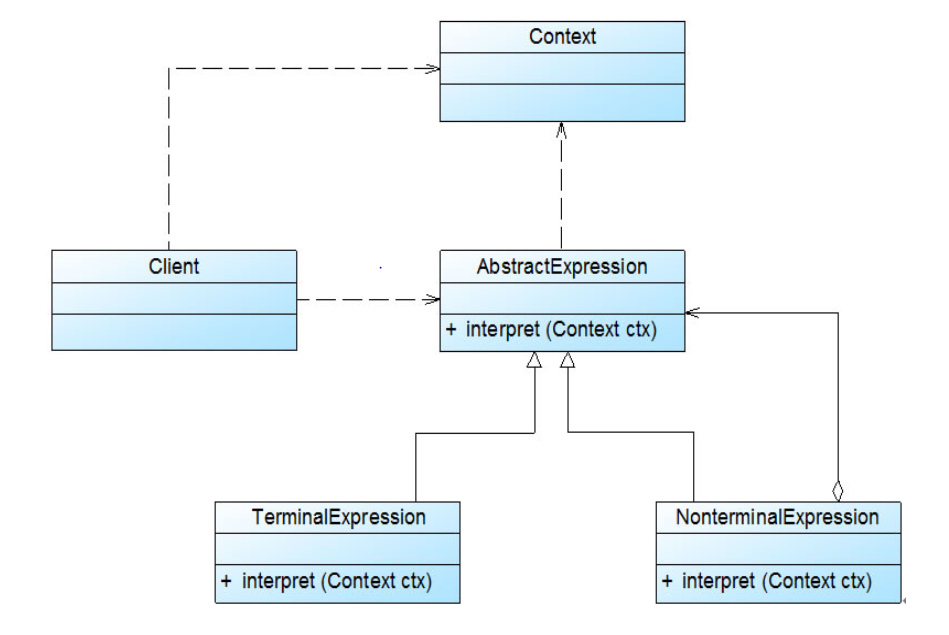 Context
Client
AbstractExpression
+ interpret (Context ctx)
TerminalExpression
+ interpret (Context ctx)
NonterminalExpression
+ interpret (Context ctx)